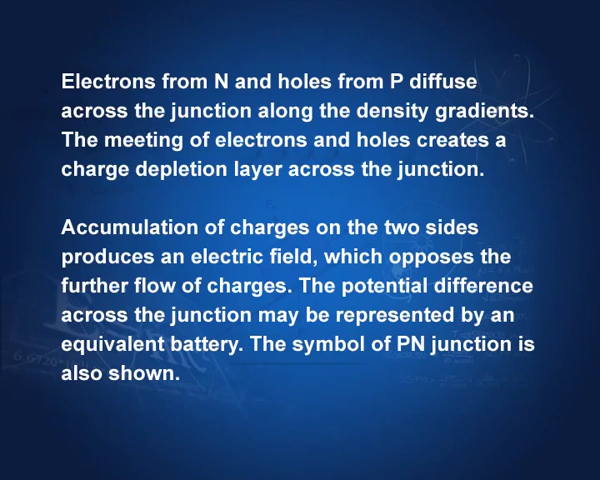 Electrons from N and holes from P diffuse
across the junction along the density gradients.
The meeting of electrons and holes creates a
charge depletion layer across the junction.
Accumulation of charges on the two sides
produces an electric field, which opposes the
further flow of charges. The potential difference
across the junction may be represented by an
equivalent battery. The symbol of PN junction is
also shown.